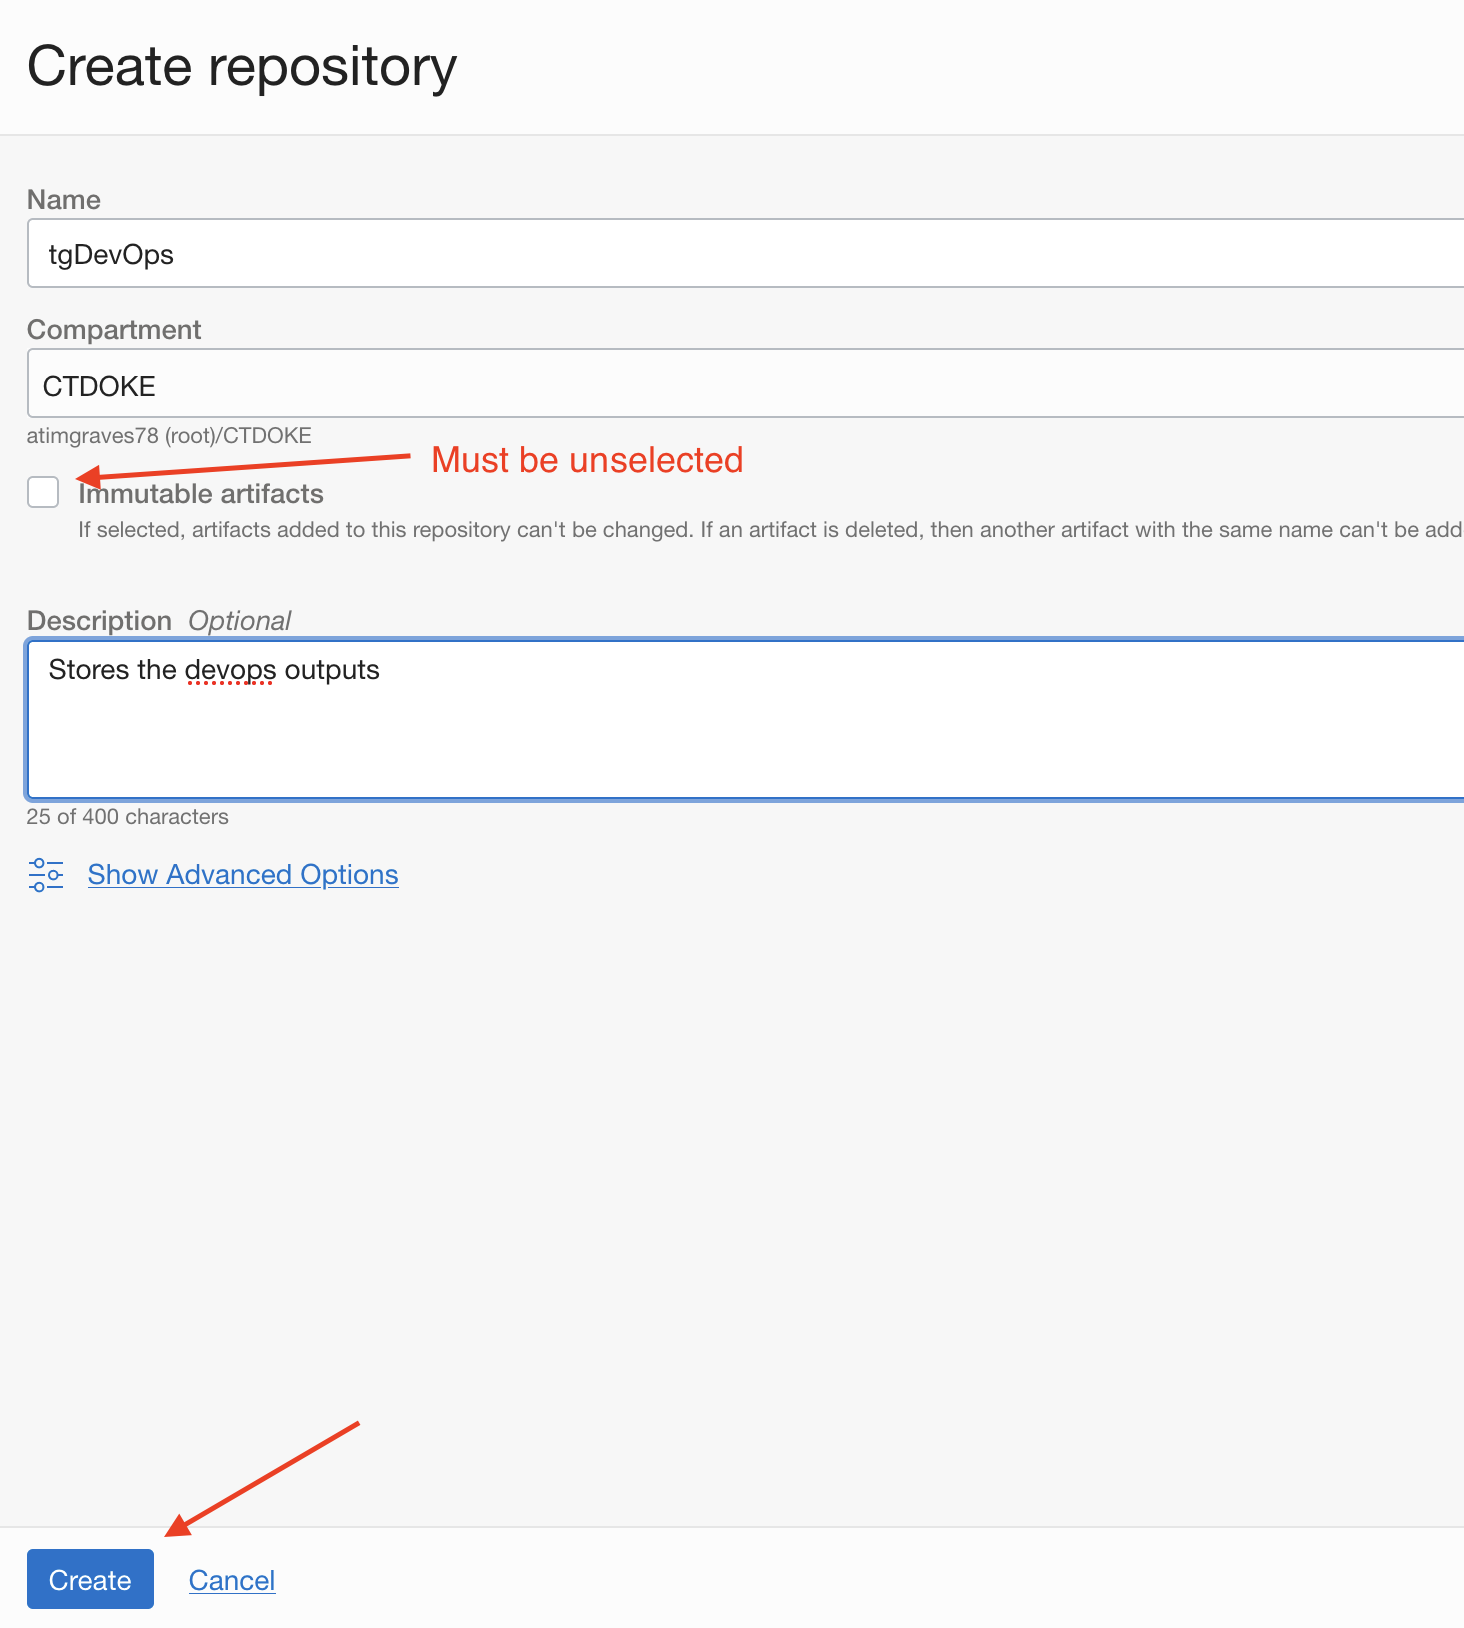 Create repository
Name
tgDevOps
Compartment
CTDOKE
atimgraves78 (root)/CTDOKE
Must be unselected
Immutable artifacts
If selected, artifacts added to this repository can't be changed. If an artifact is deleted, then another artifact with the same name can't be add
Description Optional
Stores the devops outputs
25 of 400 characters
Show Advanced Options
Create Cancel